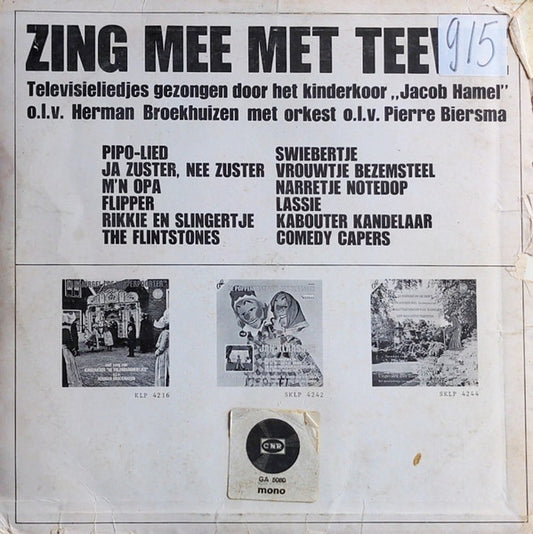 ZING MEE MET TEEV
915
Televisieliedjes gezongen door het kinderkoor „Jacob Hamel"
o.l.v. Herman Broekhuizen met orkest o.l.v. Pierre Biersma
PIPO-LIED
JA ZUSTER, NEE ZUSTER
M'N OPA
FLIPPER
RIKKIE EN SLINGERTJE
THE FLINTSTONES
SWIEBERTJE
VROUWTJE BEZEMSTEEL
NARRETJE NOTEDOP
LASSIE
KABOUTER KANDELAAR
COMEDY CAPERS
KLP 4216
SKLP 4242
SKLP 4244
CNR
GA 5080
mono